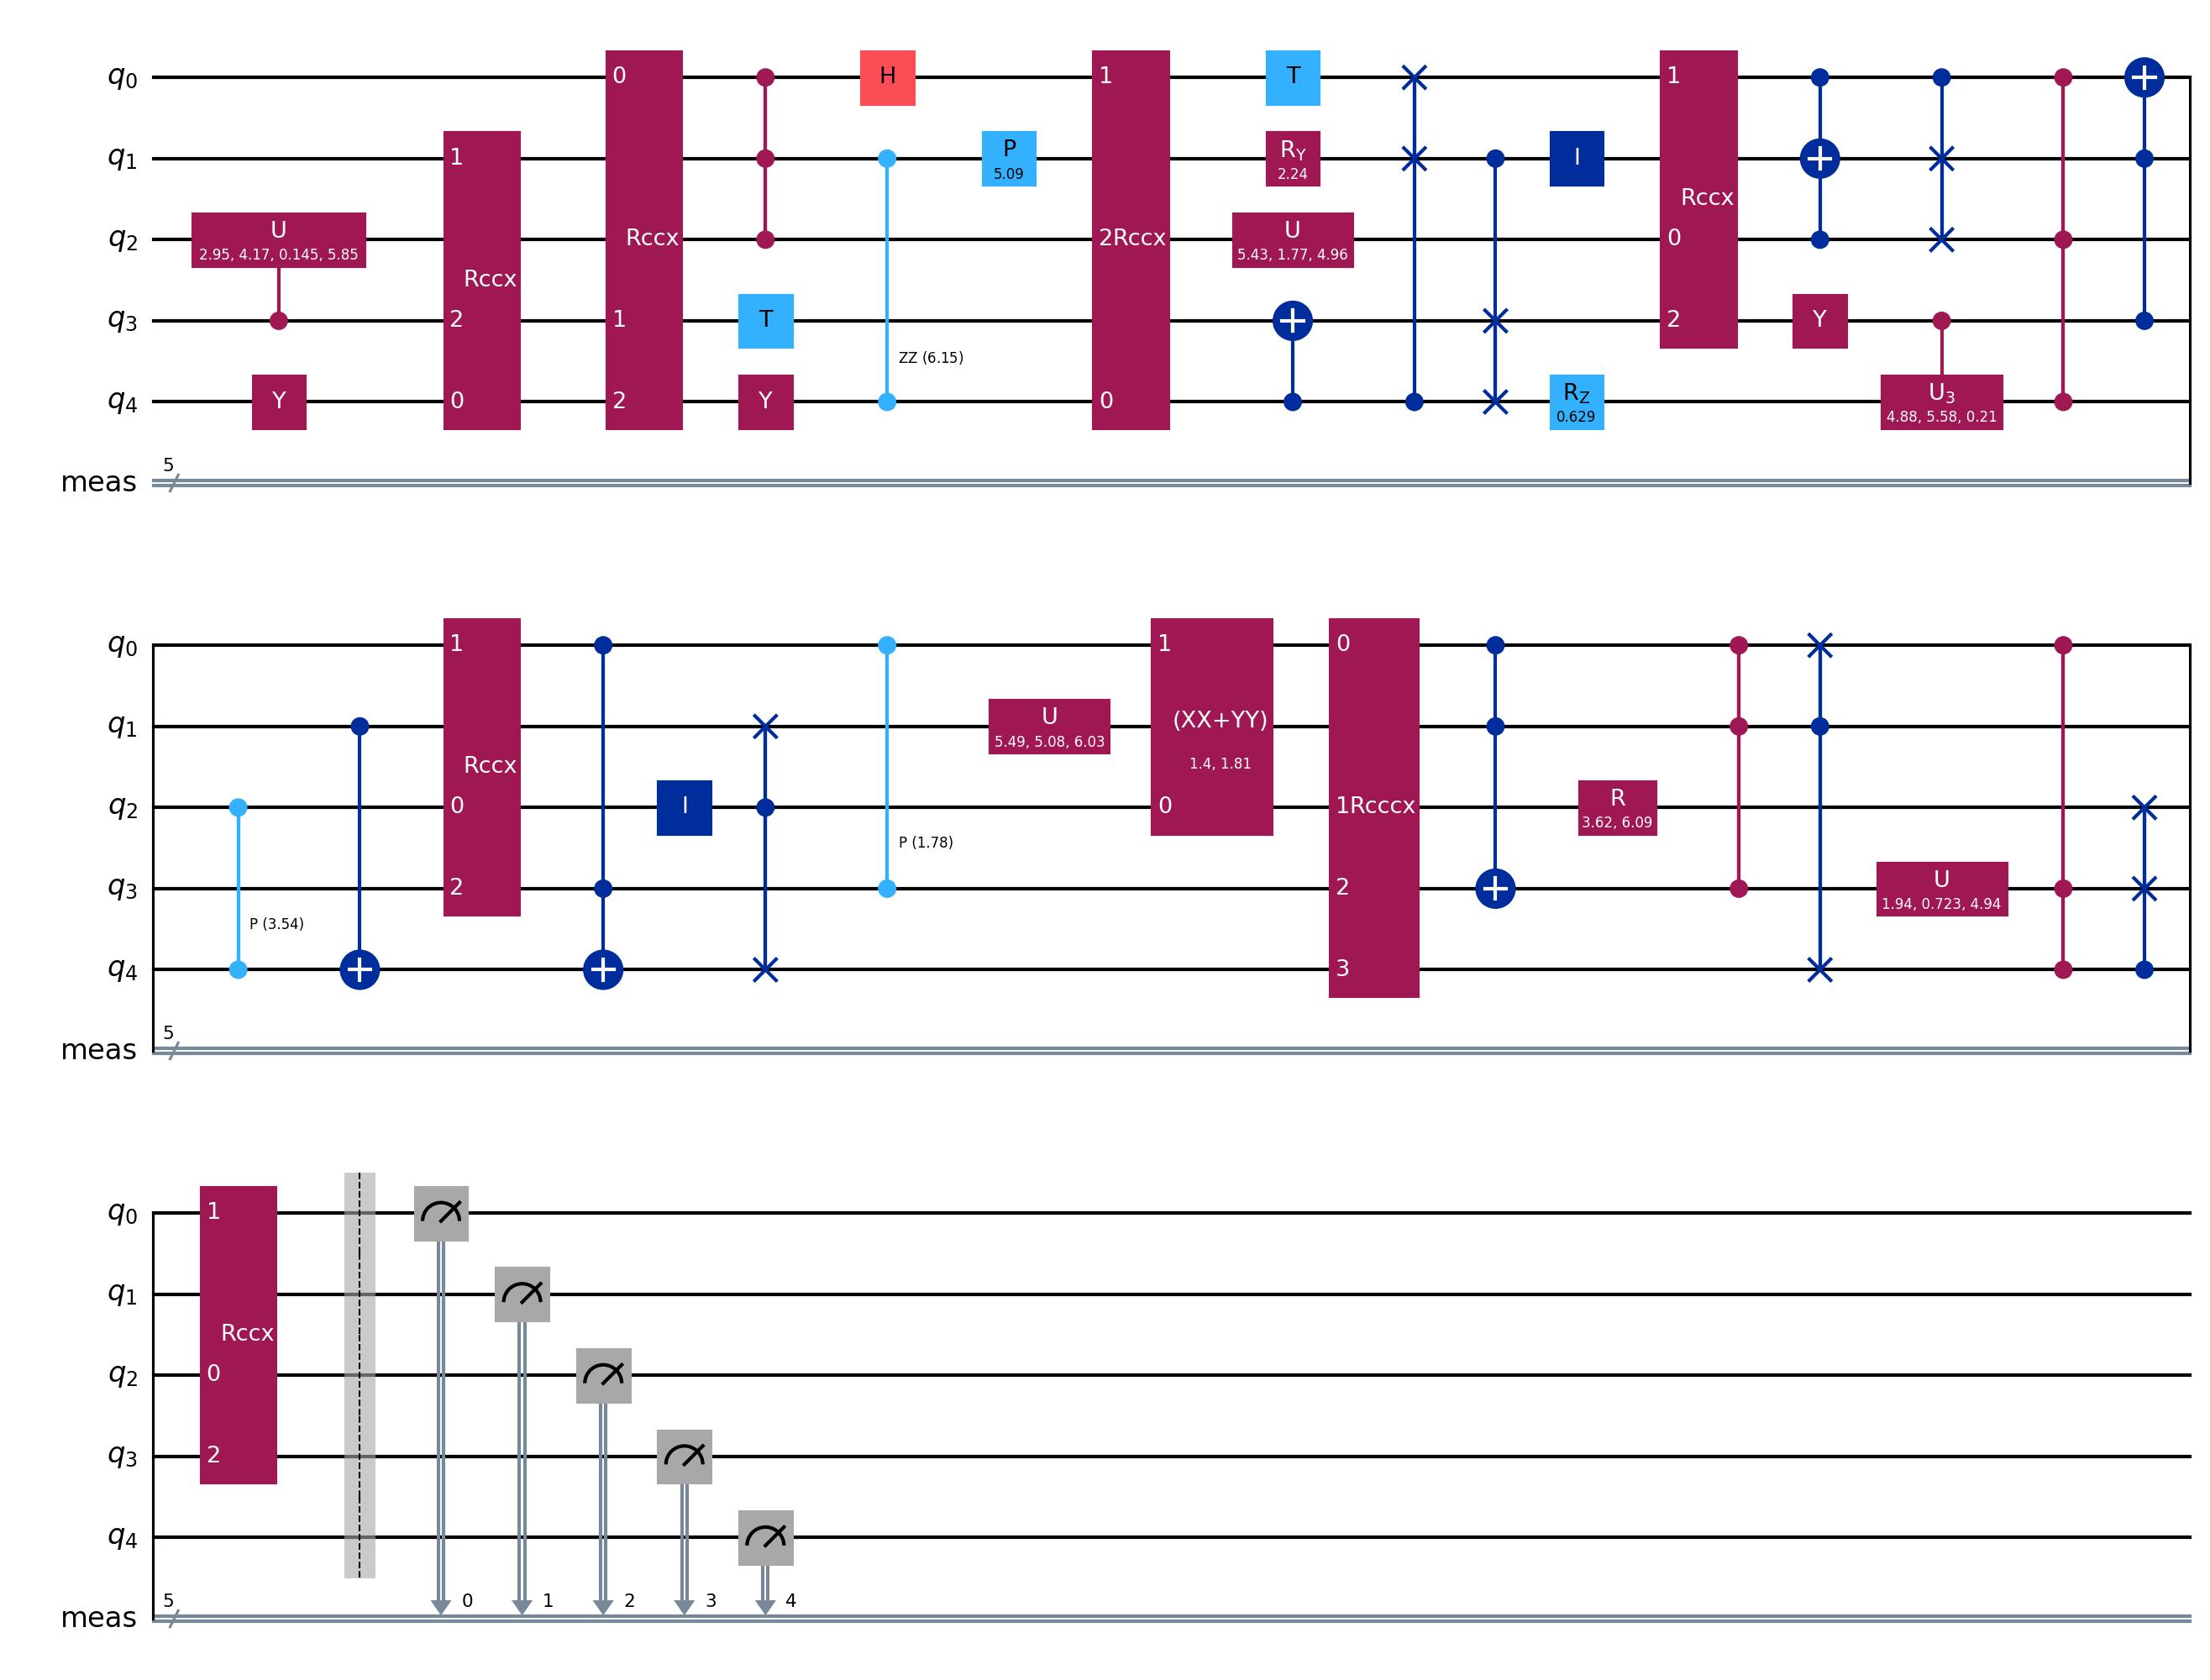 q0 1 0 Rccx H 1 T 1
q1 1 P 5.09 RY 2.24 I Rccx
q2 U 2.95, 4.17, 0.145, 5.85 Rccx 2Rccx U 5.43, 1.77, 4.96 0
q3 2 1 T ZZ (6.15) 2 Y
q4 Y 0 2 Y 0 RZ 0.629 U3 4.88, 5.58, 0.21
meas 5
q0 1 1 0
q1 Rccx U 5.49, 5.08, 6.03 (XX+YY) 1.4, 1.81
q2 0 I 0 1Rcccx R 3.62, 6.09
q3 P (3.54) 2 P (1.78) 2 U 1.94, 0.723, 4.94
q4 3
meas 5
q0 1
q1 Rccx
q2 0
q3 2
q4
meas 5 0 1 2 3 4